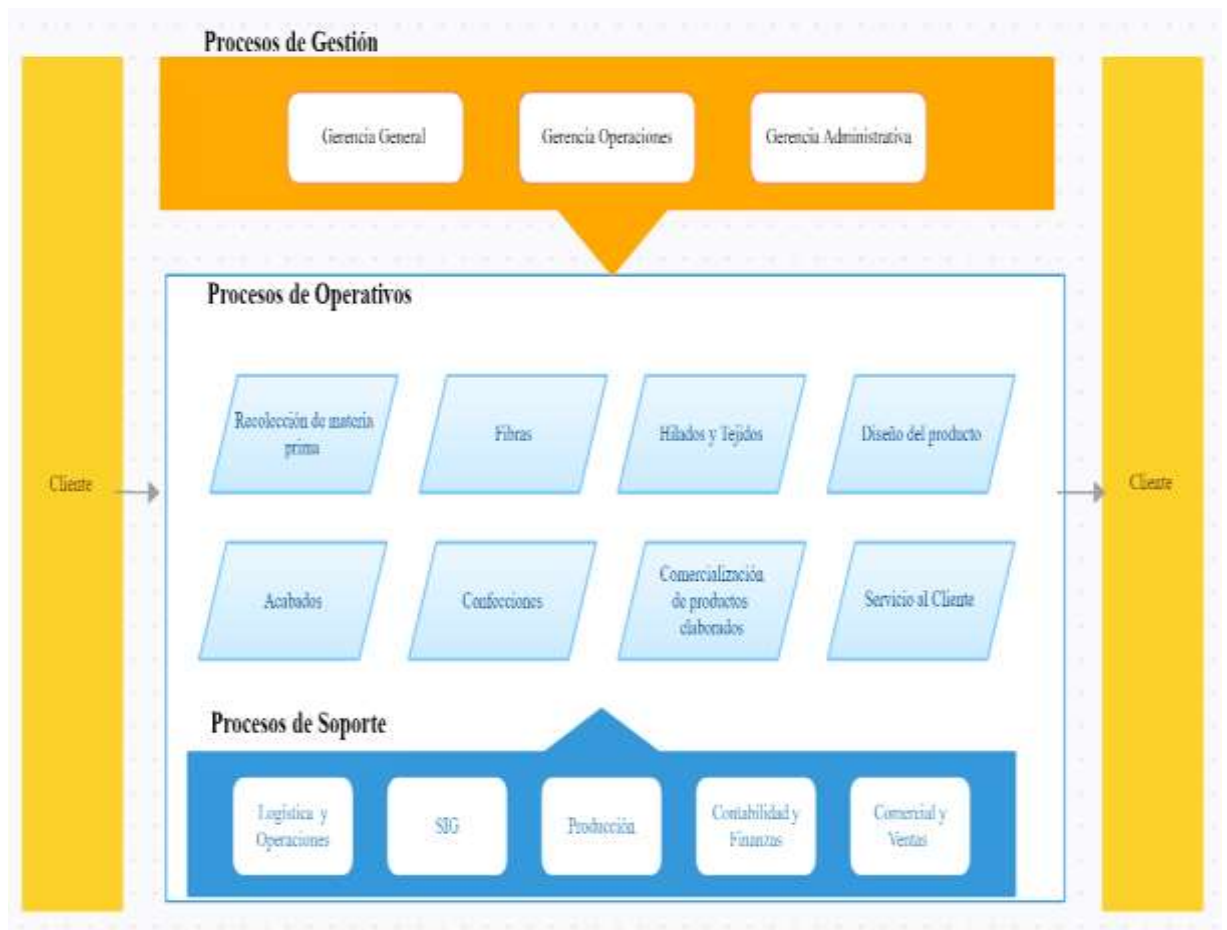 Procesos de Gestión
Gerencia General
Gerencia Operaciones
Gerencia Administrativa
Procesos de Operativos
Recolección de materia
prima
Fibras
Hilados y Tejidos
Diseño del producto
Cliente
Cliente
Acabados
Confecciones
Comercialización
de productos
elaborados
Servicio al Cliente
Procesos de Soporte
Logística y
Operaciones
SIG
Producción
Contabilidad y
Finanzas
Comercial y
Ventas